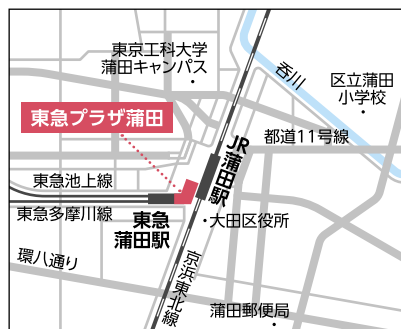 東京工科大学
蒲田キャンパス
呑川
区立蒲田
小学校
東急プラザ蒲田
都道11号線
JR蒲田駅
東急池上線
東急多摩川線
東急
蒲田駅
大田区役所
環八通り
京浜東北線
蒲田郵便局